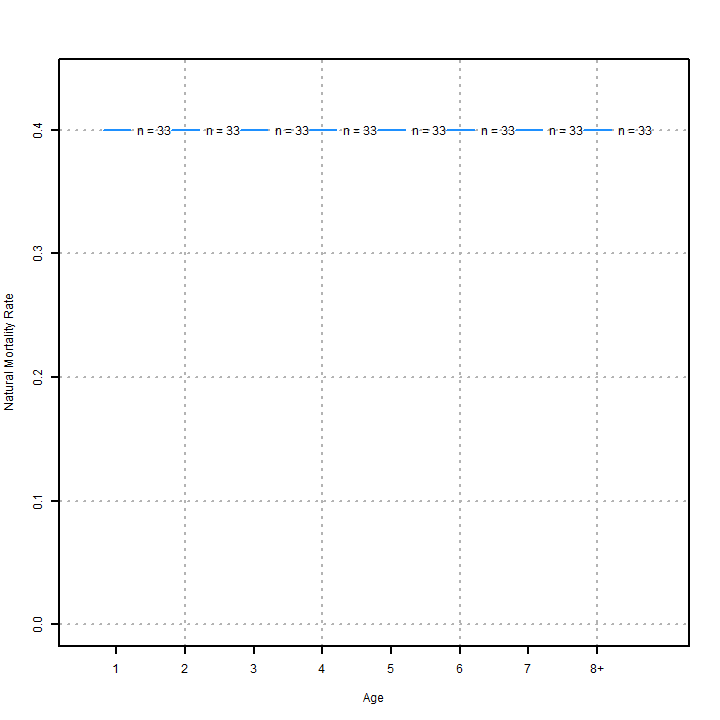 0.4
n = 33 n = 33 n = 33 n = 33 n = 33 n = 33 n = 33 n = 33
0.3
0.2
0.1
0.0
Natural Mortality Rate
1 2 3 4 5 6 7 8+
Age